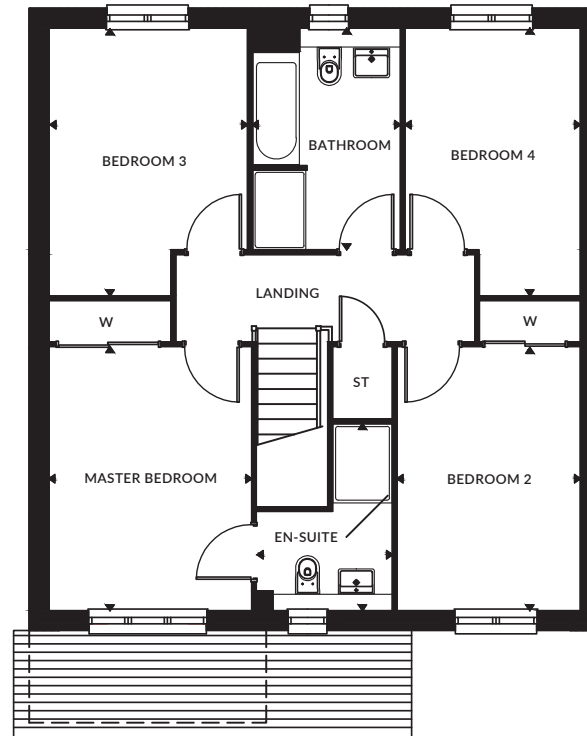 BATHROOM
BEDROOM 3
BEDROOM 4
LANDING
W
W
ST
MASTER BEDROOM
BEDROOM 2
EN-SUITE